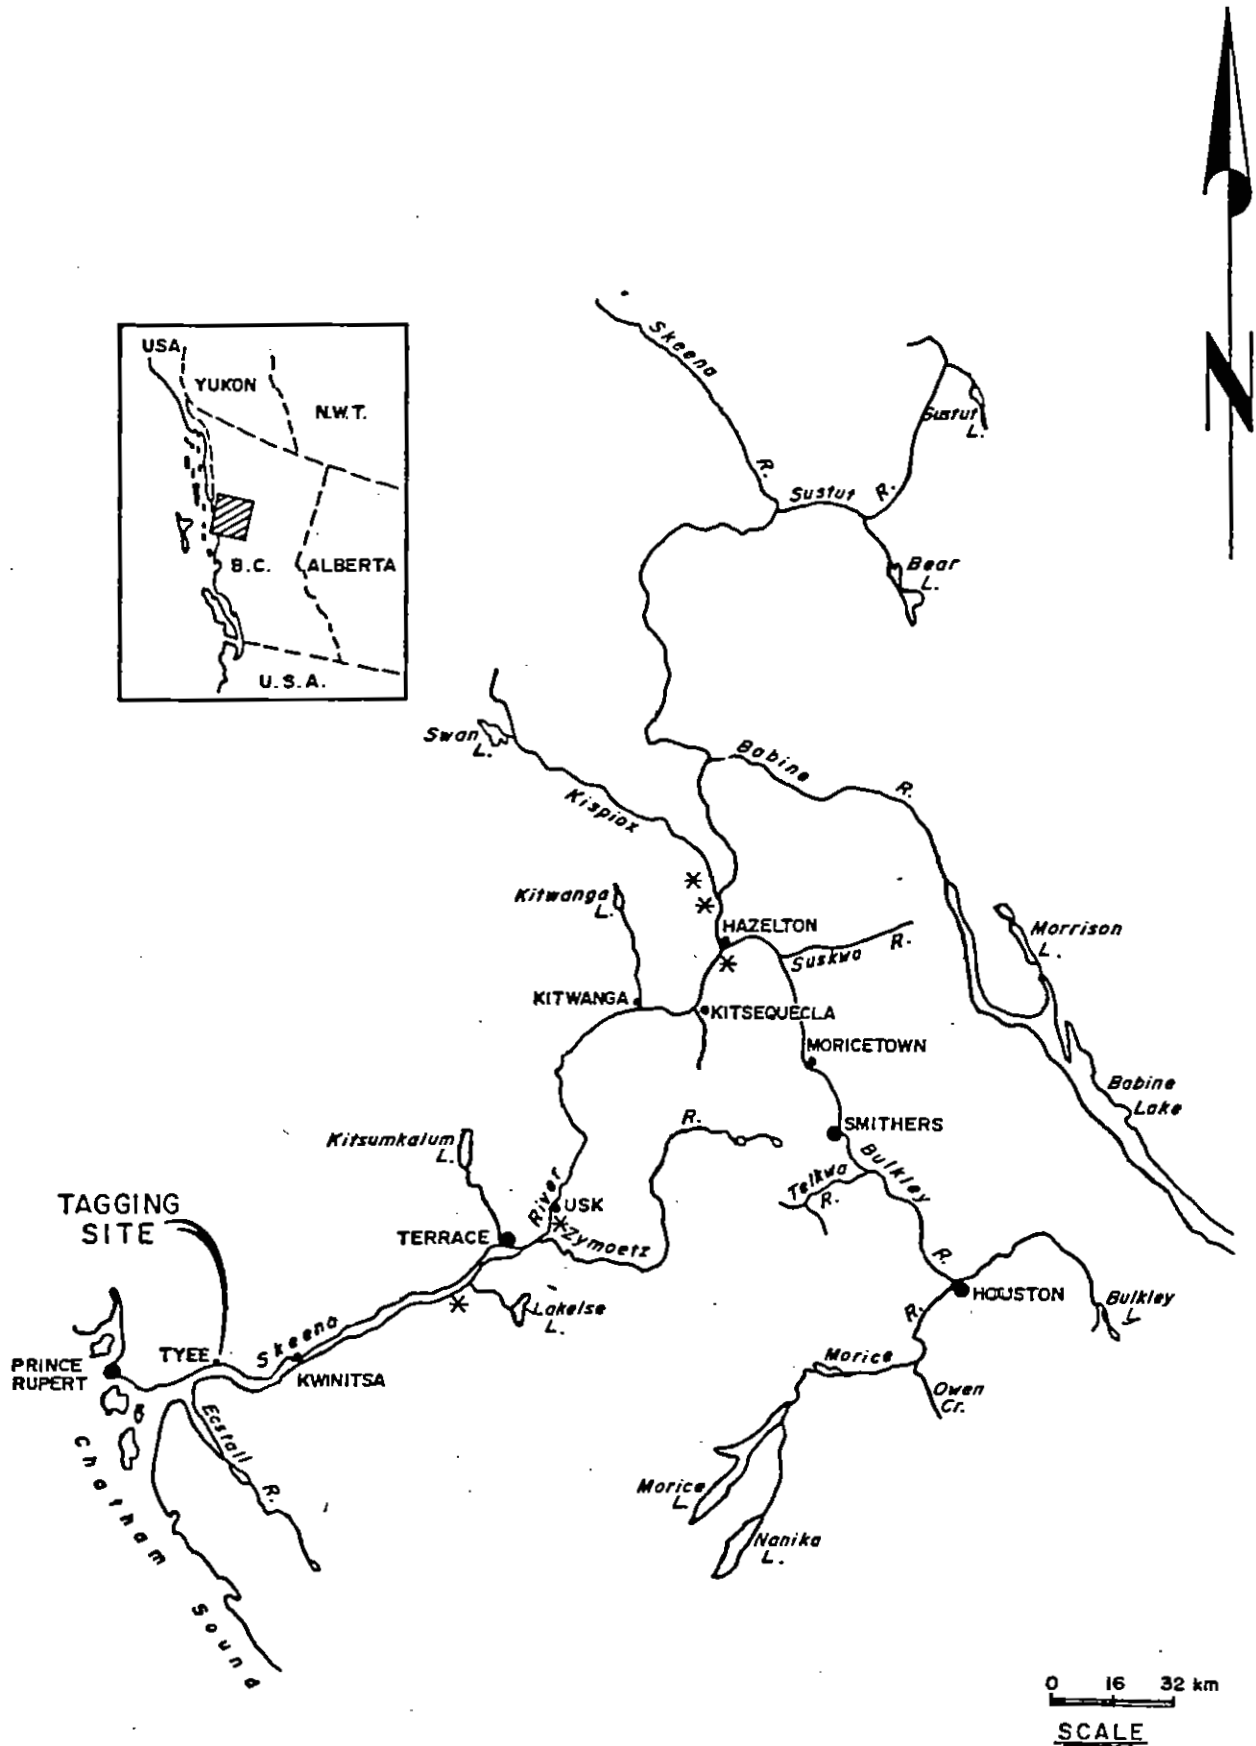 N
USA
YUKON
N.W.T.
B.C.
ALBERTA
U.S.A.
Skeena
R.
Sustut
R.
Sustut
L.
Bear
L.
Swan
L.
Kispiox
Babine
R.
Kitwanga
L.
HAZELTON
Suskwa
R.
Morrison
L.
KITWANGA
KITSEQUECLA
MORICETOWN
Babine
Lake
SMITHERS
Kitsumkalum
L.
R.
Bulkley
Telkwa
R.
River
USK
TAGGING
SITE
TERRACE
Zymoetz
R.
HOUSTON
Bulkley
L
Lakelse
L.
R.
Skeena
TYEE
PRINCE
RUPERT
KWINITSA
Morice
Owen
Cr.
Ecstall
R.
Chatham
Sound
Morice
L.
Nanika
L.
0 16 32 km
SCALE